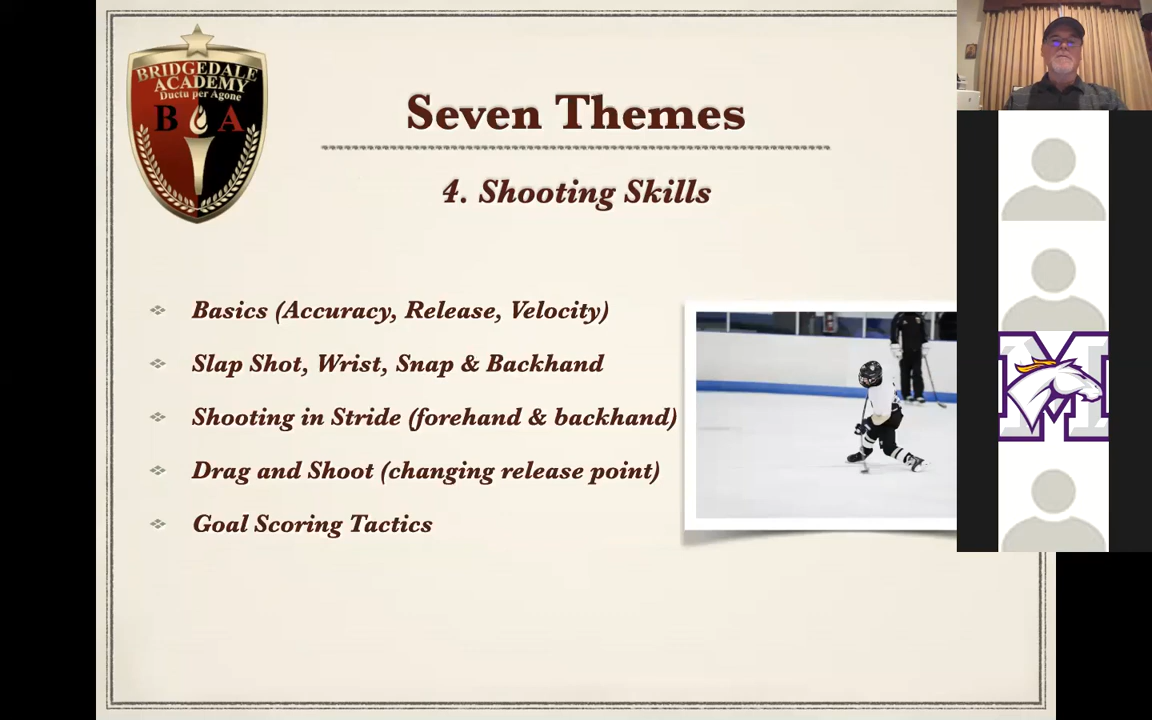 BRIDGEDALE
ACADEMY
Ductu per Agone
B A
Seven Themes
4. Shooting Skills
Basics (Accuracy, Release, Velocity)
Slap Shot, Wrist, Snap & Backhand
Shooting in Stride (forehand & backhand)
Drag and Shoot (changing release point)
Goal Scoring Tactics
M